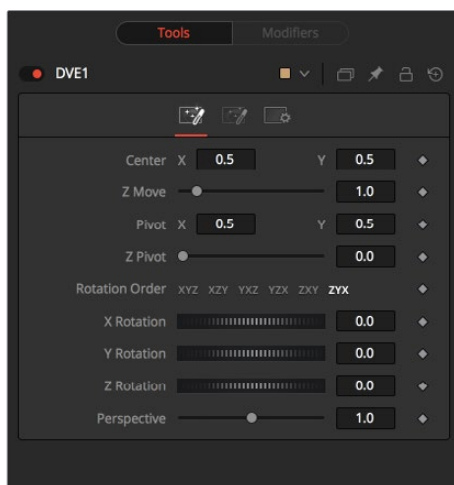 Tools Modifiers
DVE1
Center X 0.5 Y 0.5
Z Move 1.0
Pivot X 0.5 Y 0.5
Z Pivot 0.0
Rotation Order XYZ XZY YXZ YZX ZXY ZYX
X Rotation 0.0
Y Rotation 0.0
Z Rotation 0.0
Perspective 1.0